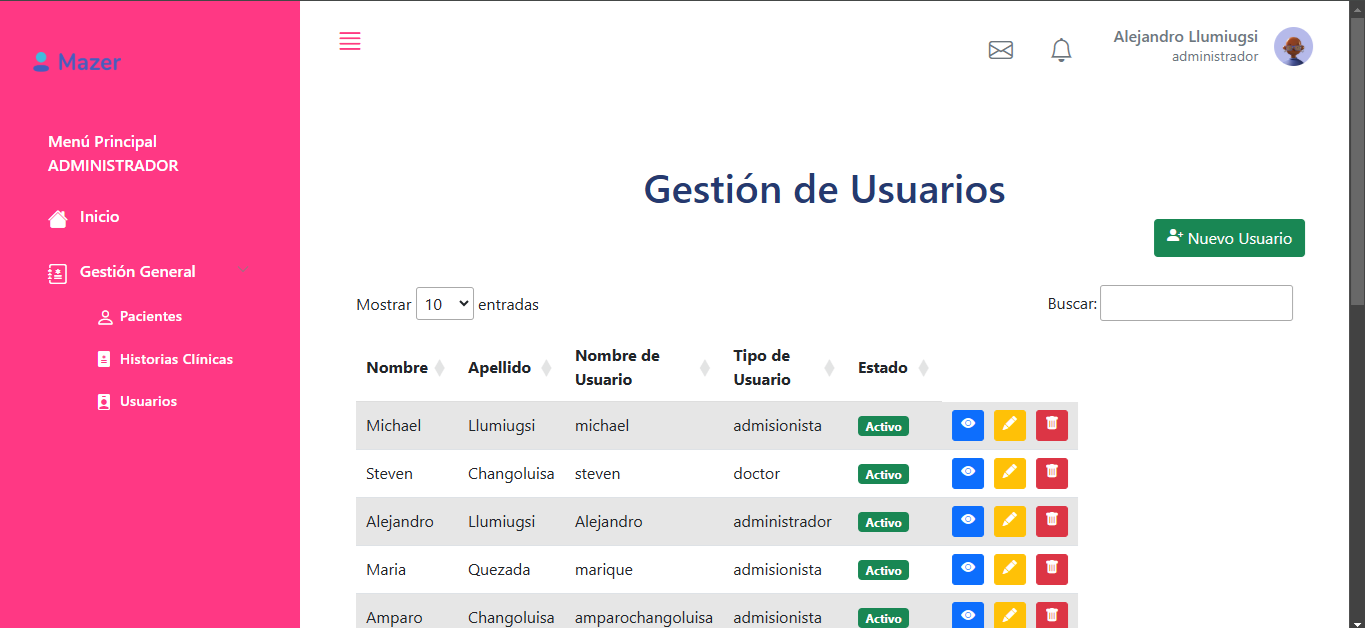 Mazer
Alejandro Llumiugsi
administrador
Menú Principal
ADMINISTRADOR
Inicio
Gestión General
Pacientes
Historias Clínicas
Usuarios
Gestión de Usuarios
Nuevo Usuario
Mostrar 10 entradas
Buscar:
Nombre Apellido Nombre de Usuario Tipo de Usuario Estado
Michael Llumiugsi michael admisionista Activo
Steven Changoluisa steven doctor Activo
Alejandro Llumiugsi Alejandro administrador Activo
Maria Quezada marique admisionista Activo
Amparo Changoluisa amparochangoluisa admisionista Activo